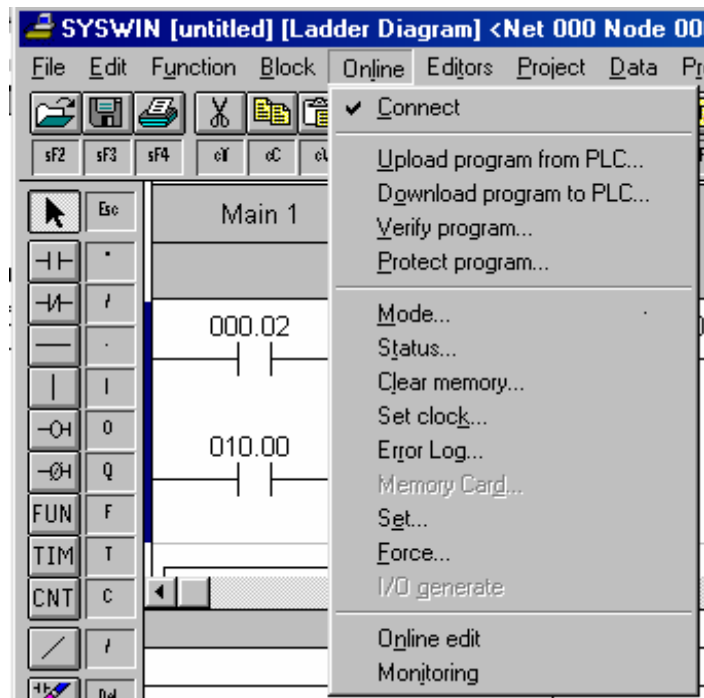 SYSWIN [untitled] [Ladder Diagram] <Net 000 Node 00
File Edit Function Block Online Editors Project Data Pr
sF2 sF3 sF4
Connect
Upload program from PLC...
Download program to PLC...
Verify program...
Protect program...
Mode...
Status...
Clear memory...
Set clock...
Error Log...
Memory Card...
Set...
Force...
I/O generate
Online edit
Monitoring
Esc
Main 1
000.02
010.00
O
Q
FUN F
TIM T
CNT C
Del